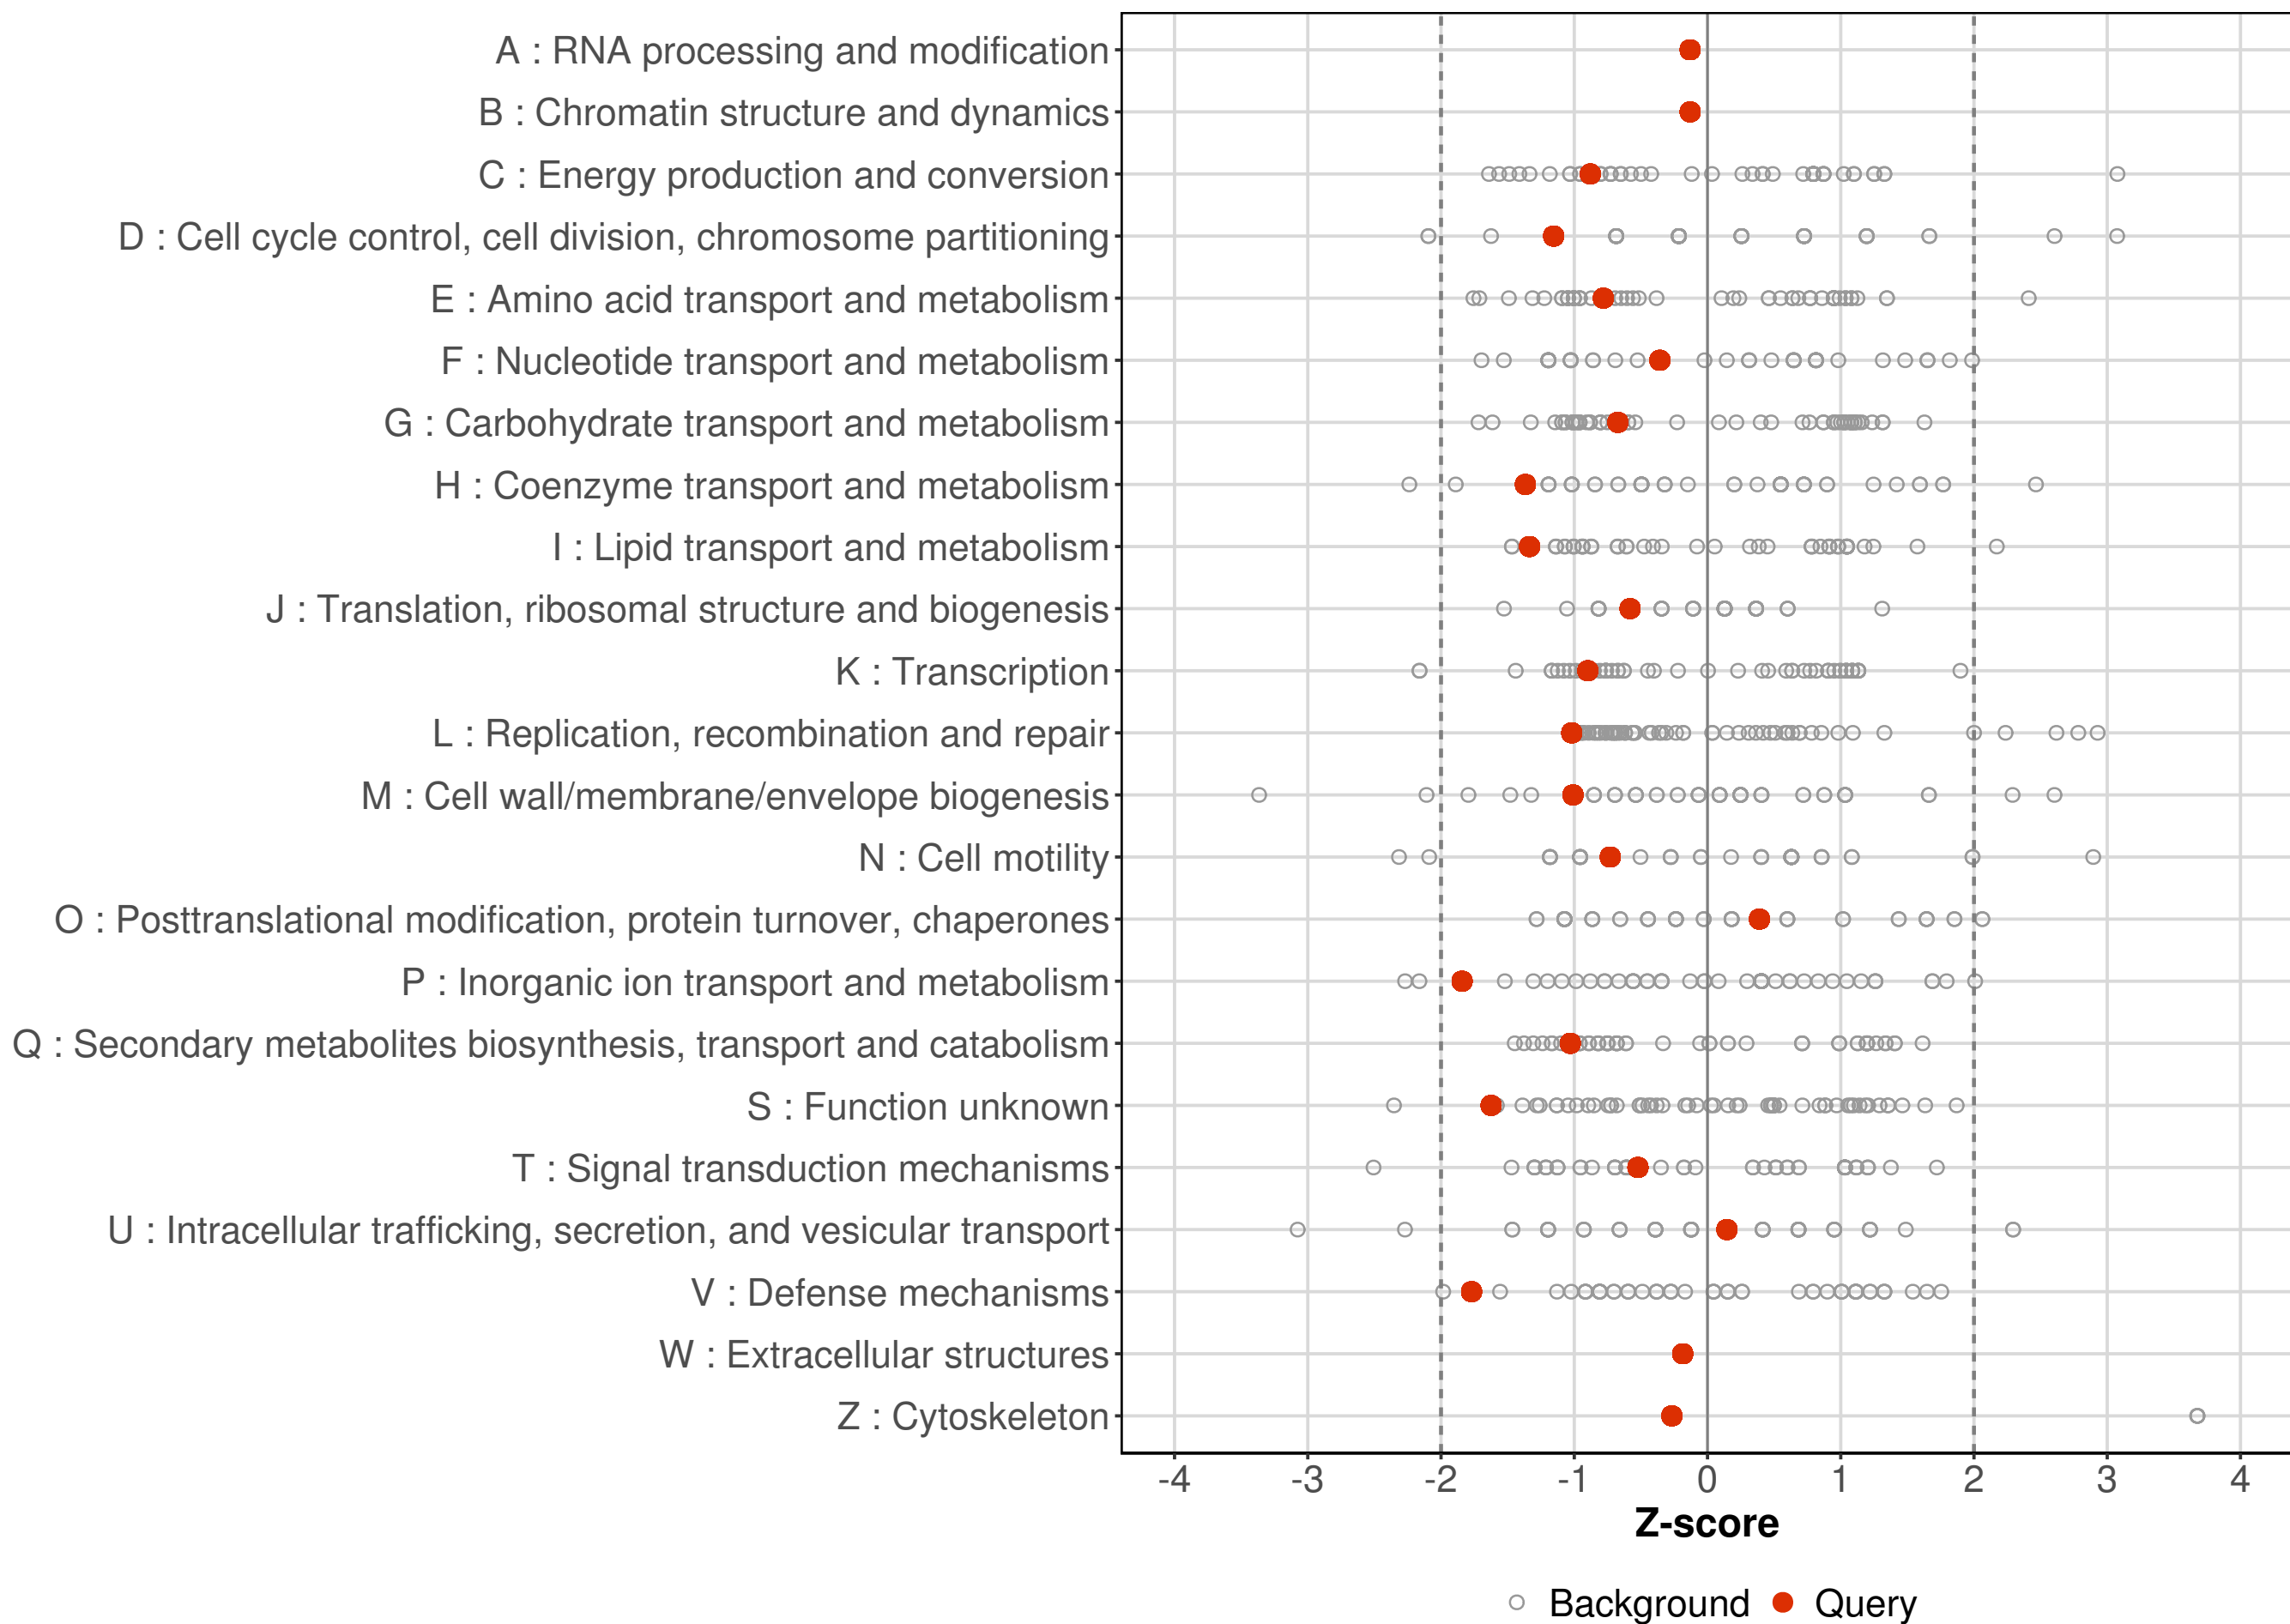 A : RNA processing and modification
B : Chromatin structure and dynamics
C : Energy production and conversion
D : Cell cycle control, cell division, chromosome partitioning
E : Amino acid transport and metabolism
F : Nucleotide transport and metabolism
G : Carbohydrate transport and metabolism
H : Coenzyme transport and metabolism
I : Lipid transport and metabolism
J : Translation, ribosomal structure and biogenesis
K : Transcription
L : Replication, recombination and repair
M : Cell wall/membrane/envelope biogenesis
N : Cell motility
O : Posttranslational modification, protein turnover, chaperones
P : Inorganic ion transport and metabolism
Q : Secondary metabolites biosynthesis, transport and catabolism
S : Function unknown
T : Signal transduction mechanisms
U : Intracellular trafficking, secretion, and vesicular transport
V : Defense mechanisms
W : Extracellular structures
Z : Cytoskeleton
-4 -3 -2 -1 0 1 2 3 4
Z-score
Background Query